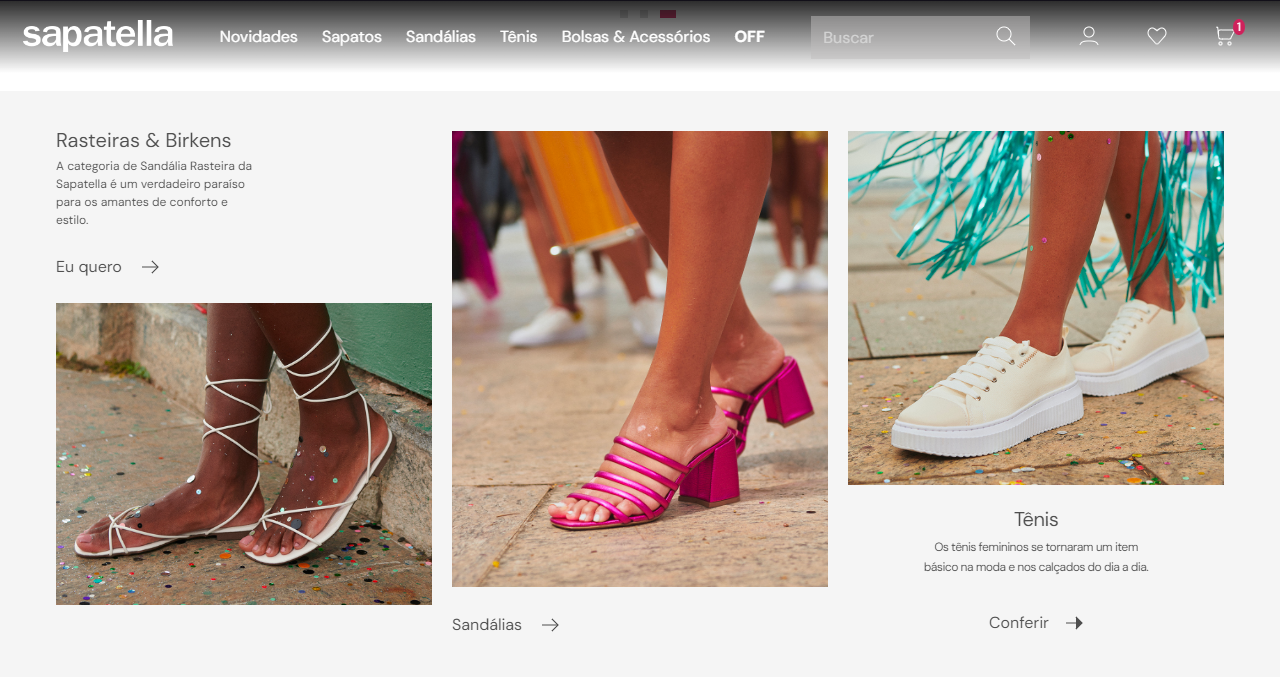 sapatella
Novidades
Sapatos
Sandálias
Tênis
Bolsas & Acessórios
OFF
Buscar
1
Rasteiras & Birkens
A categoria de Sandália Rasteira da
Sapatella é um verdadeiro paraíso
para os amantes de conforto e
estilo.
Eu quero
Sandálias
Tênis
Os tênis femininos se tornaram um item
básico na moda e nos calçados do dia a dia.
Conferir